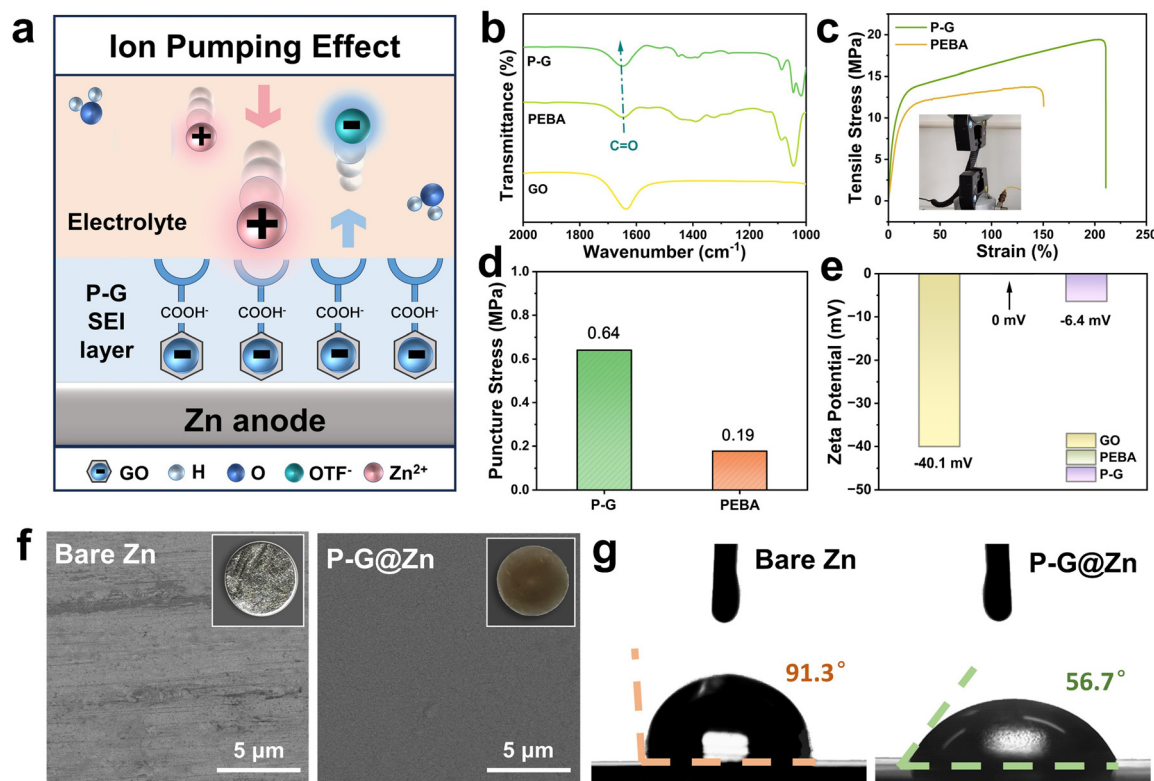 a
Ion Pumping Effect
+
-
+
Electrolyte
P-G
SEI
layer
COOH- COOH- COOH- COOH-
- - - -
Zn anode
- GO H O OTF⁻ Zn²⁺
b
Transmittance (%)
P-G
PEBA
C=O
GO
2000 1800 1600 1400 1200 1000
Wavenumber (cm⁻¹)
c
P-G
PEBA
Tensile Stress (MPa)
20
15
10
5
0
0 50 100 150 200 250
Strain (%)
d
Puncture Stress (MPa)
1.0
0.8
0.6
0.4
0.2
0.0
0.64
0.19
P-G PEBA
e
Zeta Potential (mV)
0
−10
−20
−30
−40
−50
0 mV
-6.4 mV
-40.1 mV
GO
PEBA
P-G
f
Bare Zn
5 µm
P-G@Zn
5 µm
g
Bare Zn
91.3°
P-G@Zn
56.7°